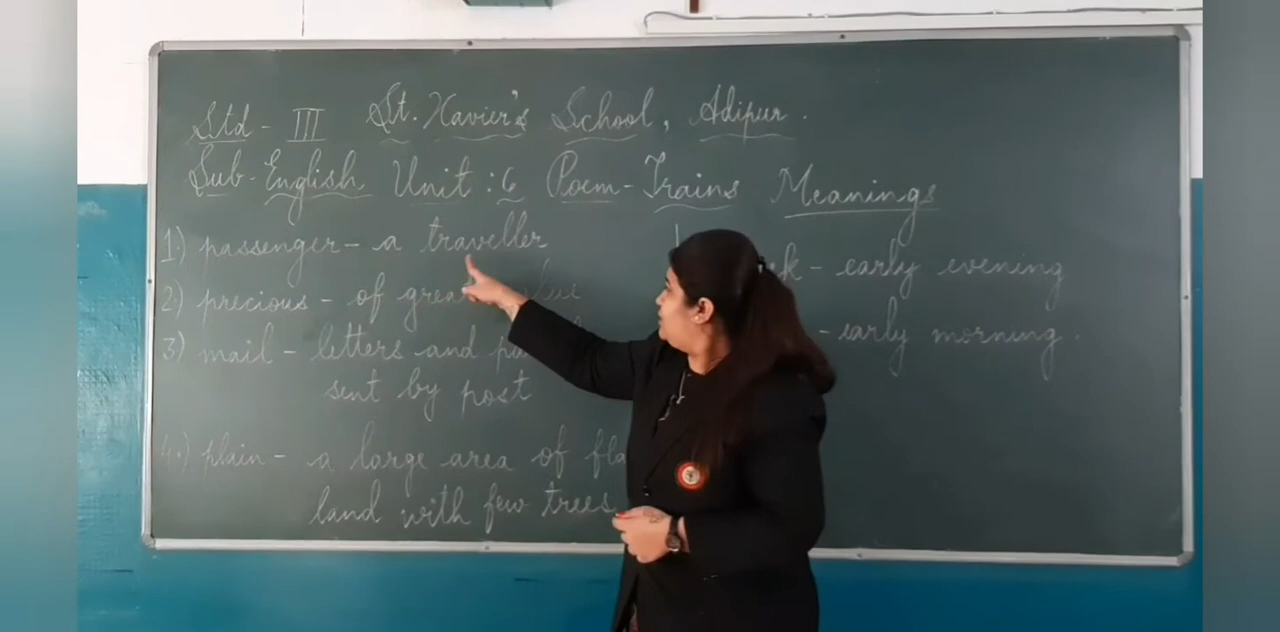 Std - III St. Xavier's School, Adipur.
Sub - English Unit : 6 Poem - Trains Meanings
1.) passenger - a traveller
2.) precious - of
3) mail - letters and
sent by post
4.) plain - a large area of
land with few trees
- early evening
- early morning.